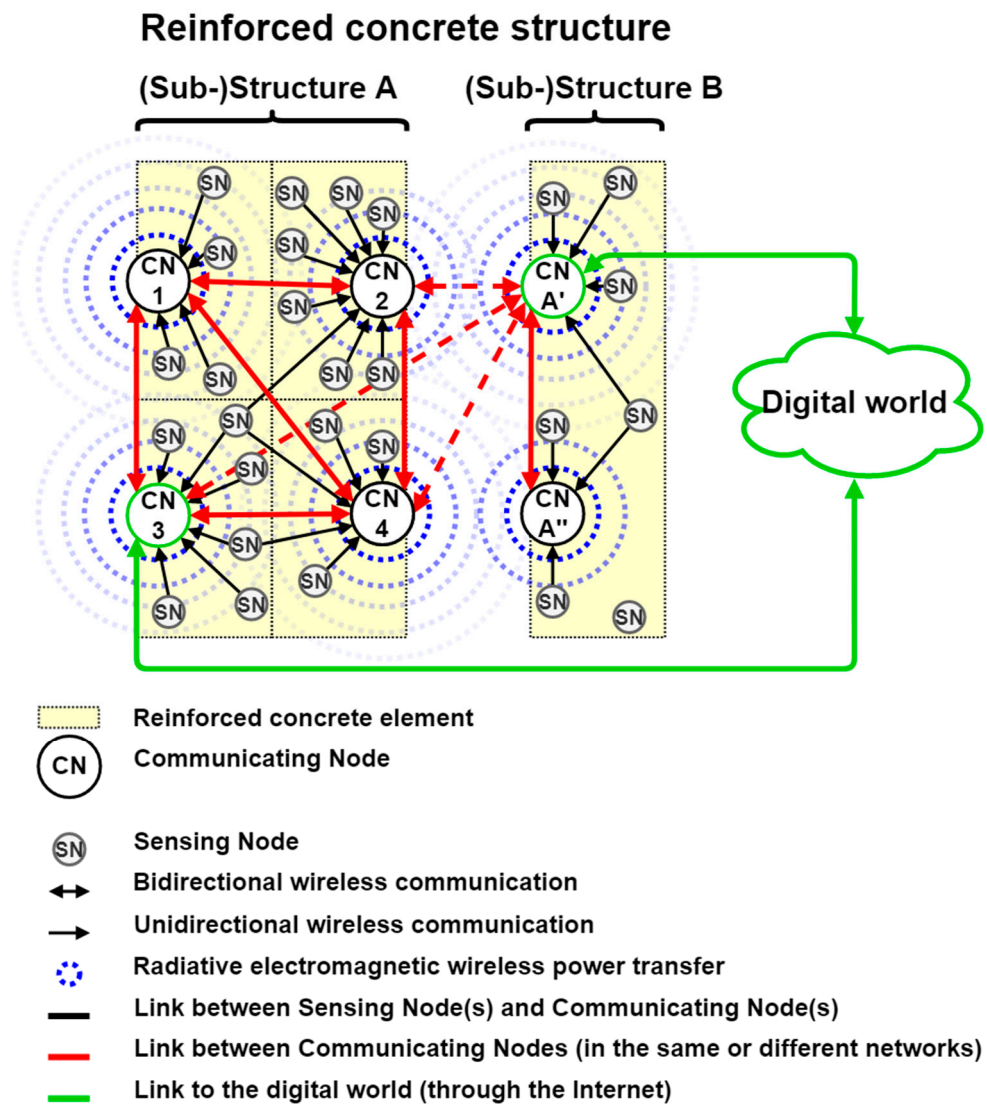 Reinforced concrete structure
(Sub-)Structure A
(Sub-)Structure B
SN
SN
SN
SN
SN
SN
SN
SN
SN
SN
CN
1
CN
2
CN
A'
SN
SN
SN
SN
SN
SN
Digital world
SN
SN
SN
SN
SN
SN
SN
CN
3
CN
4
CN
A"
SN
SN
SN
SN
SN
SN
Reinforced concrete element
CN
Communicating Node
SN
Sensing Node
Bidirectional wireless communication
Unidirectional wireless communication
Radiative electromagnetic wireless power transfer
Link between Sensing Node(s) and Communicating Node(s)
Link between Communicating Nodes (in the same or different networks)
Link to the digital world (through the Internet)